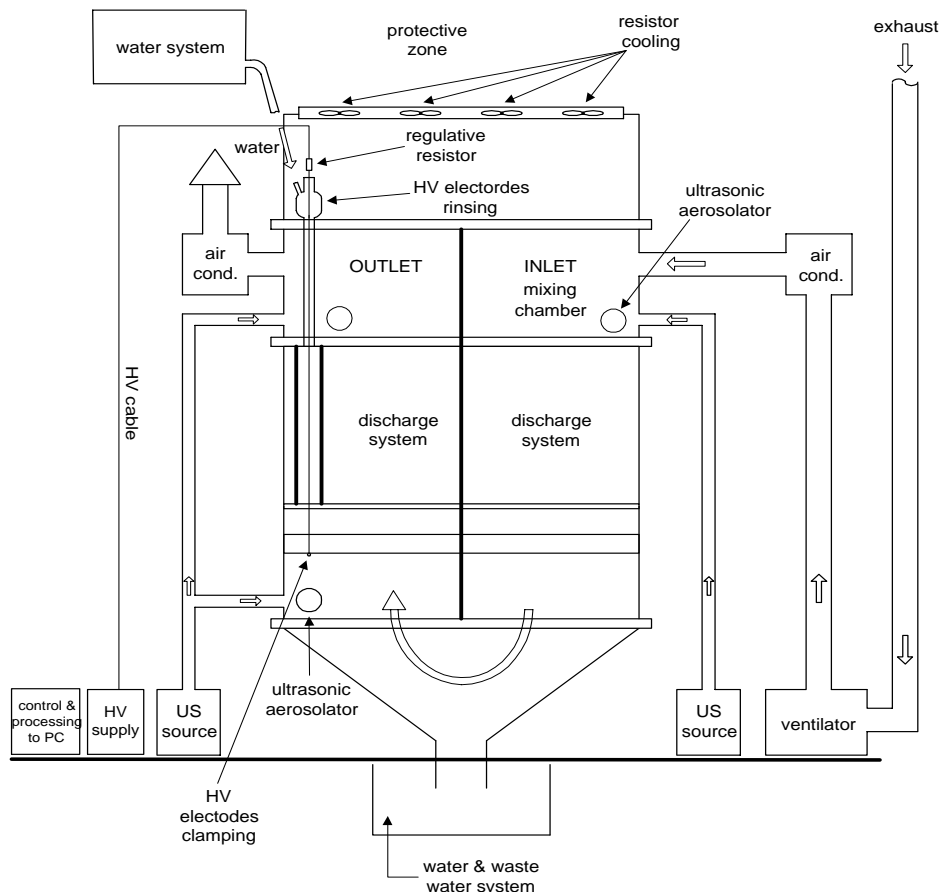 water system
protective
zone
resistor
cooling
exhaust
water
regulative
resistor
HV electordes
rinsing
ultrasonic
aerosolator
air
cond.
OUTLET
INLET
mixing
chamber
air
cond.
HV cable
discharge
system
discharge
system
control &
processing
to PC
HV
supply
US
source
ultrasonic
aerosolator
US
source
ventilator
HV
electodes
clamping
water & waste
water system